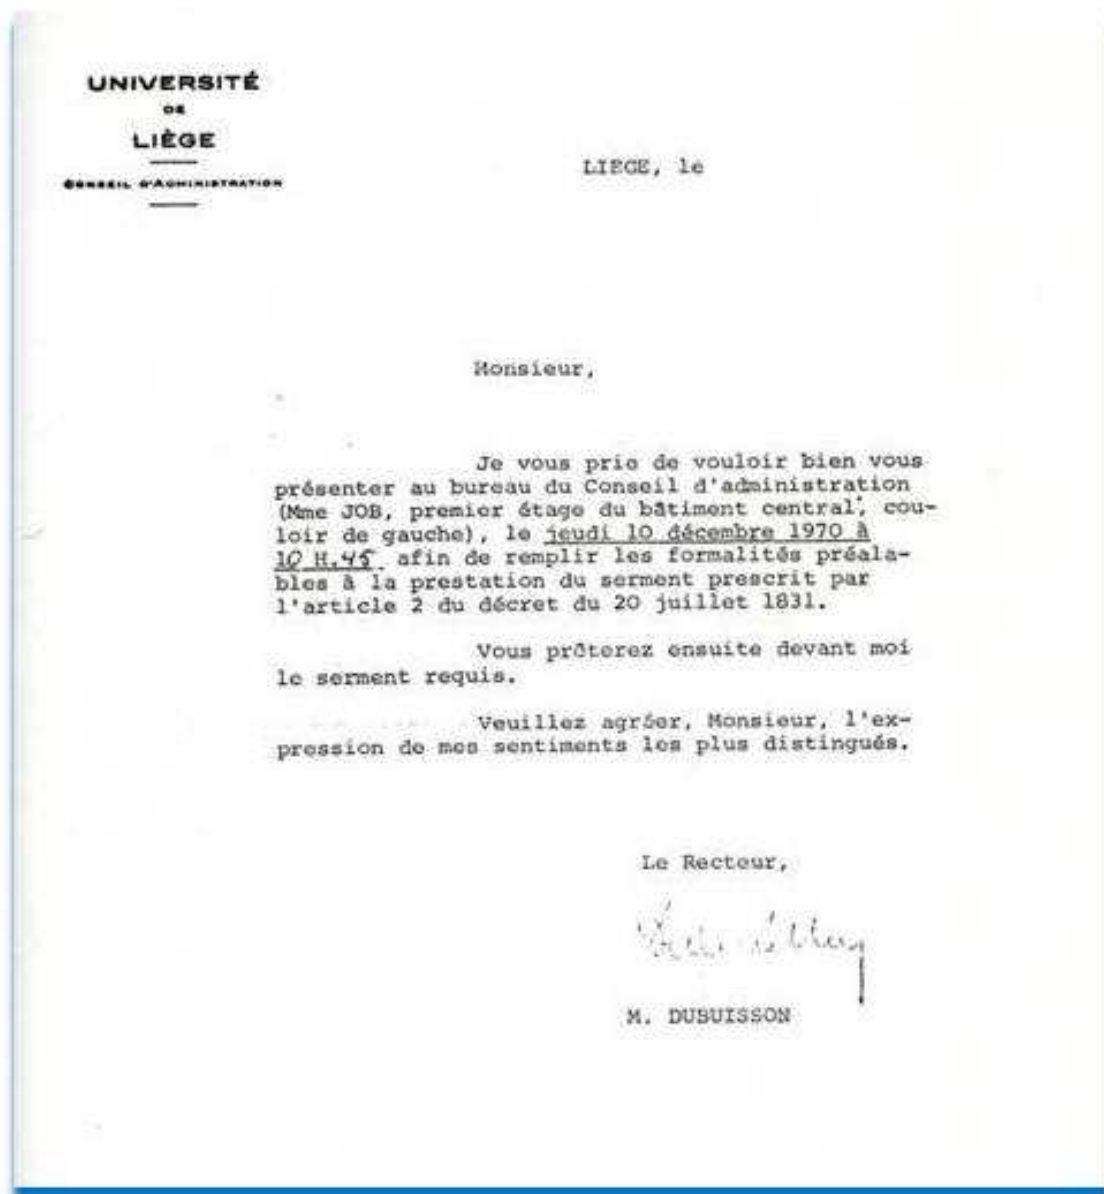 UNIVERSITÉ
DE
LIÈGE
CONSEIL D'ADMINISTRATION
LIEGE, le
Monsieur,
Je vous prie de vouloir bien vous
présenter au bureau du Conseil d'administration
(Mme JOB, premier étage du bâtiment central, cou-
loir de gauche), le jeudi 10 décembre 1970 à
10 H.45 afin de remplir les formalités préala-
bles à la prestation du serment prescrit par
l'article 2 du décret du 20 juillet 1831.
Vous prêterez ensuite devant moi
le serment requis.
Veuillez agréer, Monsieur, l'ex-
pression de mes sentiments les plus distingués.
Le Recteur,
M. DUBUISSON